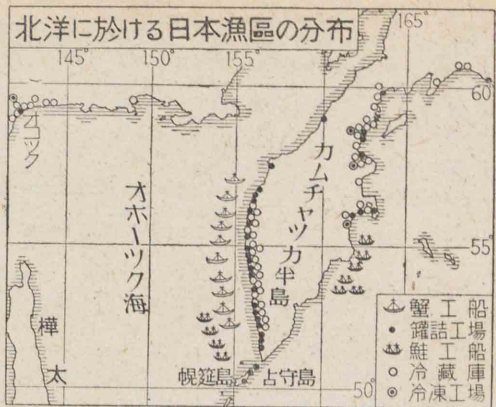 北洋に於ける日本漁區の分布
145°
150°
155°
165°
60°
オコック
カムチャツカ半島
オホーツク海
55°
樺太
幌筵島
占守島
50°
蟹工船
罐詰工場
鮭工船
冷藏庫
冷凍工場